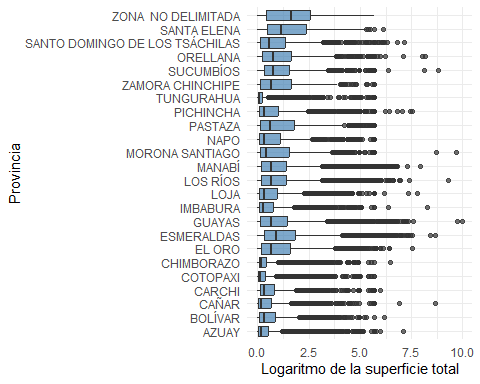 Provincia
ZONA NO DELIMITADA
SANTA ELENA
SANTO DOMINGO DE LOS TSÁCHILAS
ORELLANA
SUCUMBÍOS
ZAMORA CHINCHIPE
TUNGURAHUA
PICHINCHA
PASTAZA
NAPO
MORONA SANTIAGO
MANABÍ
LOS RÍOS
LOJA
IMBABURA
GUAYAS
ESMERALDAS
EL ORO
CHIMBORAZO
COTOPAXI
CARCHI
CAÑAR
BOLÍVAR
AZUAY
0.0 2.5 5.0 7.5 10.0
Logaritmo de la superficie total